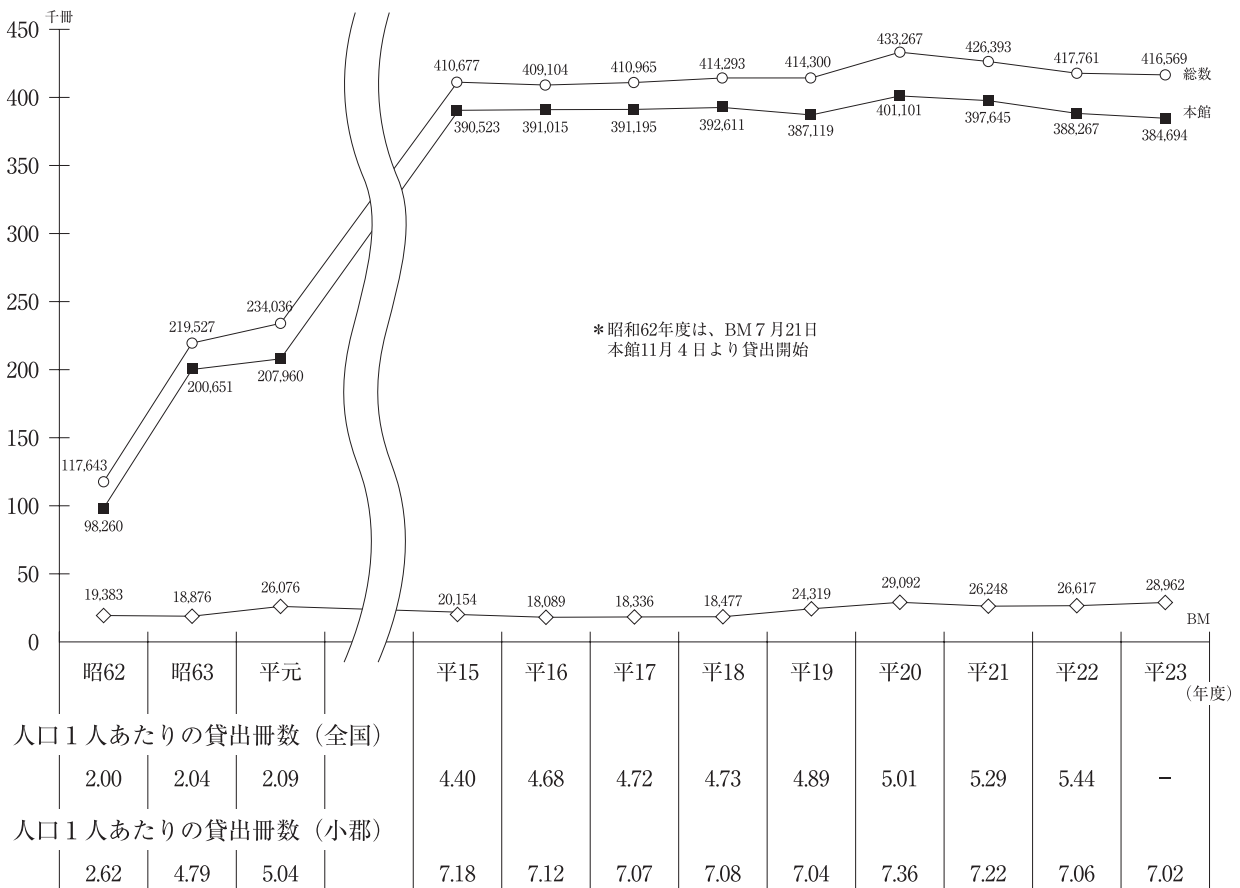 千冊
450
400
350
300
250
200
150
100
50
0
410,677 409,104 410,965 414,293 414,300 433,267 426,393 417,761 416,569 総数
390,523 391,015 391,195 392,611 387,119 401,101 397,645 388,267 384,694 本館
117,643 219,527 234,036
98,260 200,651 207,960
＊昭和62年度は、BM７月21日
本館11月４日より貸出開始
19,383 18,876 26,076 20,154 18,089 18,336 18,477 24,319 29,092 26,248 26,617 28,962 BM
昭62 昭63 平元 平15 平16 平17 平18 平19 平20 平21 平22 平23
（年度）
人口１人あたりの貸出冊数（全国）
2.00 2.04 2.09 4.40 4.68 4.72 4.73 4.89 5.01 5.29 5.44 −
人口１人あたりの貸出冊数（小郡）
2.62 4.79 5.04 7.18 7.12 7.07 7.08 7.04 7.36 7.22 7.06 7.02